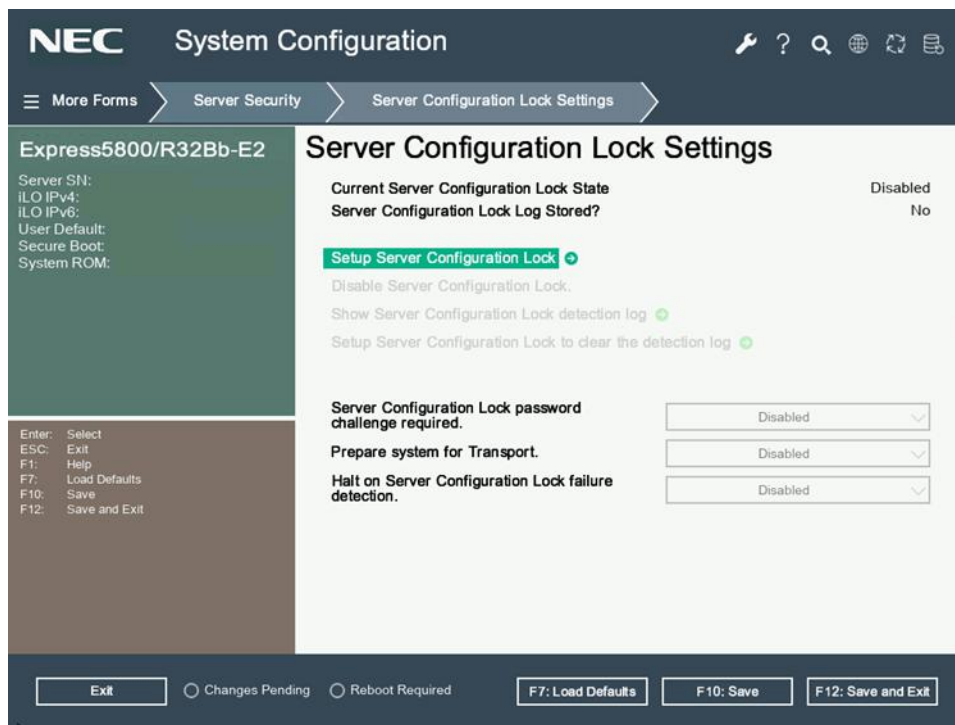 NEC System Configuration
?
More Forms
Server Security
Server Configuration Lock Settings
Express5800/R32Bb-E2
Server SN:
iLO IPv4:
iLO IPv6:
User Default:
Secure Boot:
System ROM:
Enter: Select
ESC: Exit
F1: Help
F7: Load Defaults
F10: Save
F12: Save and Exit
Server Configuration Lock Settings
Current Server Configuration Lock State Disabled
Server Configuration Lock Log Stored? No
Setup Server Configuration Lock
Disable Server Configuration Lock.
Show Server Configuration Lock detection log
Setup Server Configuration Lock to clear the detection log
Server Configuration Lock password
challenge required.
Disabled
Prepare system for Transport.
Disabled
Halt on Server Configuration Lock failure
detection.
Disabled
Exit
Changes Pending
Reboot Required
F7: Load Defaults
F10: Save
F12: Save and Exit